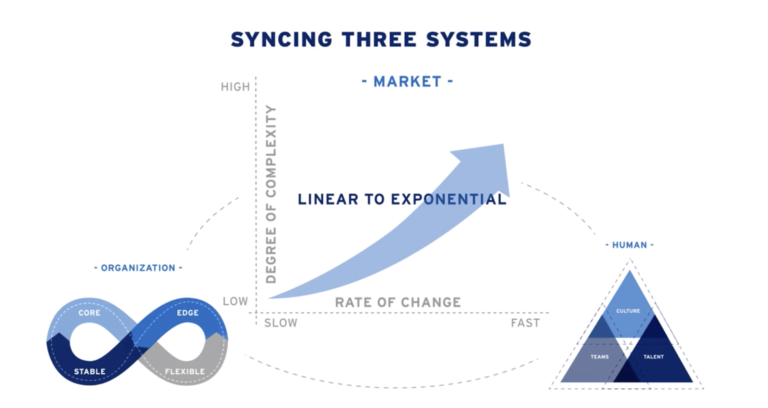 SYNCING THREE SYSTEMS
- MARKET -
HIGH
DEGREE OF COMPLEXITY
LINEAR TO EXPONENTIAL
LOW
RATE OF CHANGE
SLOW
FAST
- ORGANIZATION -
CORE
EDGE
STABLE
FLEXIBLE
- HUMAN -
CULTURE
TEAMS
TALENT